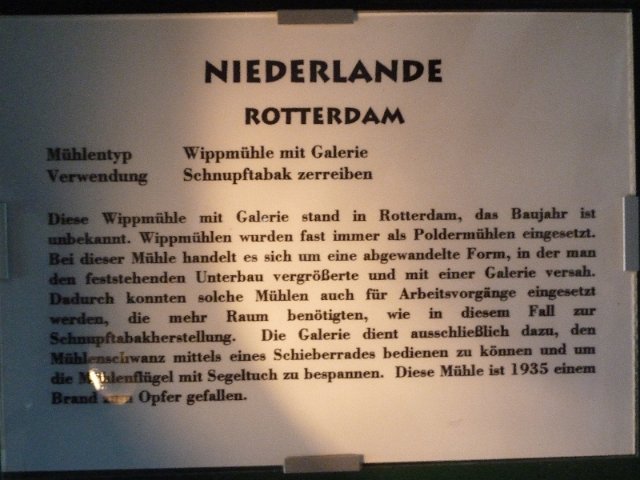 NIEDERLANDE
ROTTERDAM
Mühlentyp Wippmühle mit Galerie
Verwendung Schnupftabak zerreiben
Diese Wippmühle mit Galerie stand in Rotterdam, das Baujahr ist
unbekannt. Wippmühlen wurden fast immer als Poldermühlen eingesetzt.
Bei dieser Mühle handelt es sich um eine abgewandelte Form, in der man
den feststehenden Unterbau vergrößerte und mit einer Galerie versah.
Dadurch konnten solche Mühlen auch für Arbeitsvorgänge eingesetzt
werden, die mehr Raum benötigten, wie in diesem Fall zur
Schnupftabakherstellung. Die Galerie dient ausschließlich dazu, den
Mühlenschwanz mittels eines Schieberrades bedienen zu können und um
die Mühlenflügel mit Segeltuch zu bespannen. Diese Mühle ist 1935 einem
Brand zum Opfer gefallen.